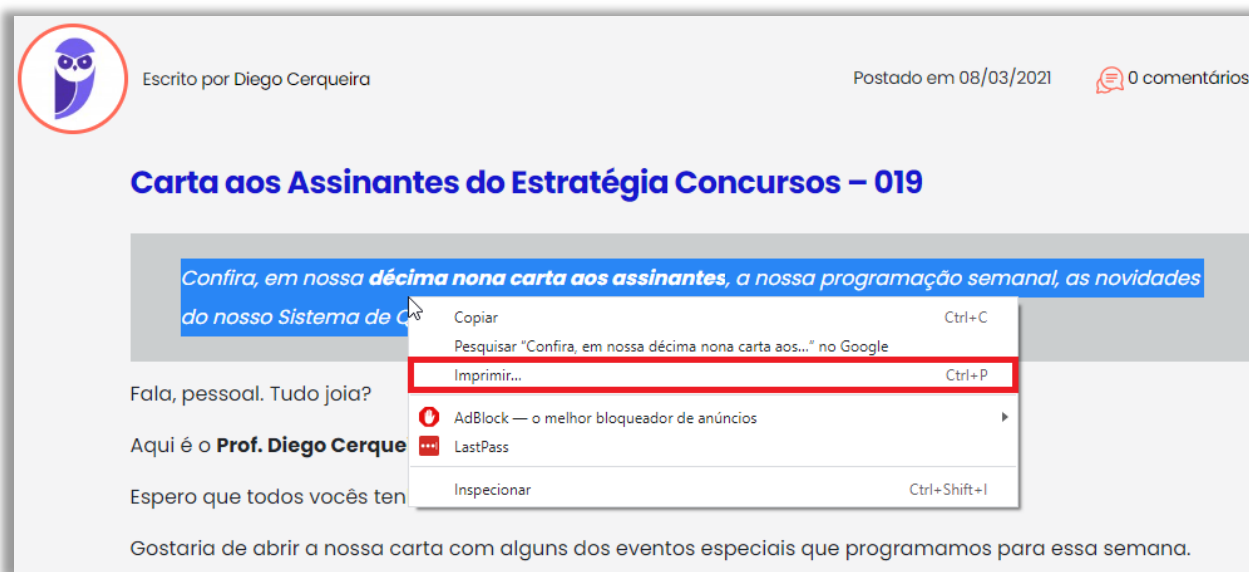 Escrito por Diego Cerqueira
Postado em 08/03/2021
0 comentários
Carta aos Assinantes do Estratégia Concursos – 019
Confira, em nossa décima nona carta aos assinantes, a nossa programação semanal, as novidades
do nosso Sistema de
Copiar Ctrl+C
Pesquisar “Confira, em nossa décima nona carta aos...” no Google
Imprimir... Ctrl+P
AdBlock — o melhor bloqueador de anúncios
LastPass
Inspecionar Ctrl+Shift+I
Fala, pessoal. Tudo joia?
Aqui é o Prof. Diego Cerque
Espero que todos vocês ten
Gostaria de abrir a nossa carta com alguns dos eventos especiais que programamos para essa semana.